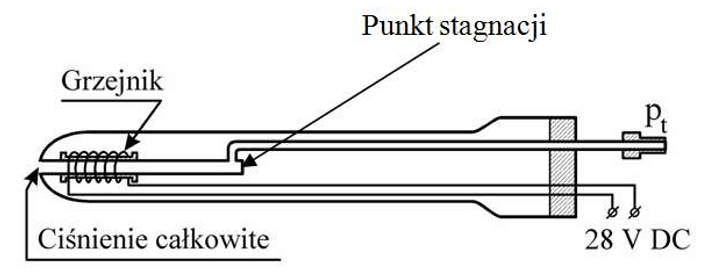 Punkt stagnacji
Grzejnik
pt
Ciśnienie całkowite
28 V DC